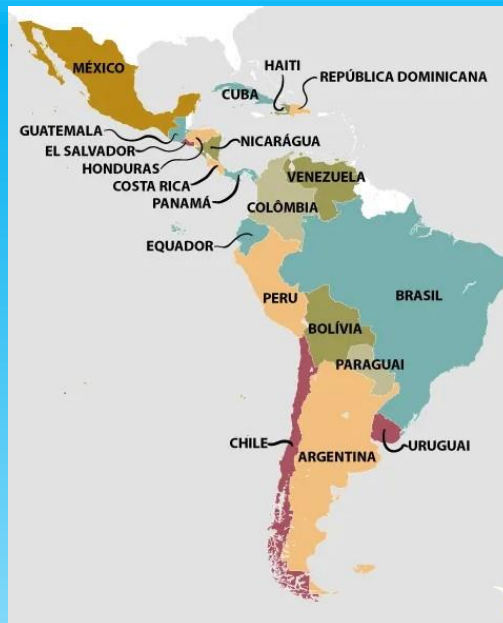 HAITI
MÉXICO
REPÚBLICA DOMINICANA
CUBA
GUATEMALA
NICARÁGUA
EL SALVADOR
HONDURAS
VENEZUELA
COSTA RICA
PANAMÁ
COLÔMBIA
EQUADOR
PERU
BRASIL
BOLÍVIA
PARAGUAI
CHILE
URUGUAI
ARGENTINA